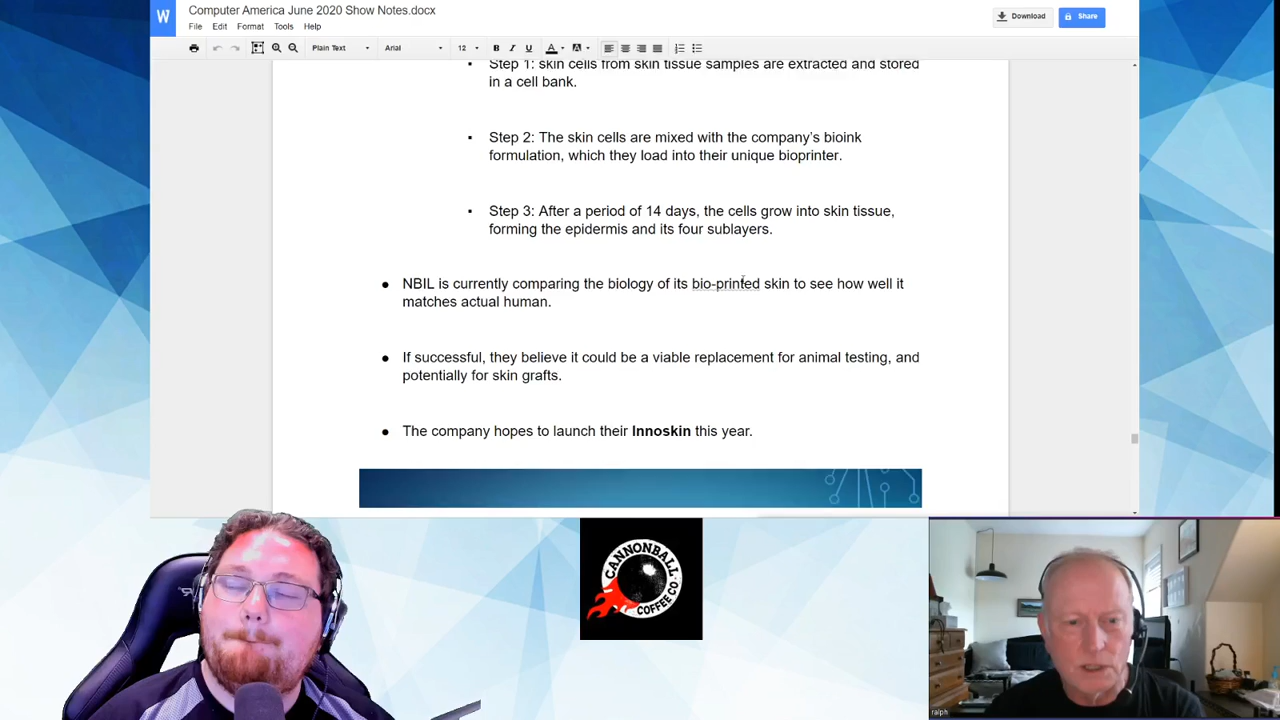 Computer America June 2020 Show Notes.docx
File Edit Format Tools Help
Download
Share
Plain Text
Arial
12
B I U A A
Step 1: skin cells from skin tissue samples are extracted and stored
in a cell bank.
Step 2: The skin cells are mixed with the company's bioink
formulation, which they load into their unique bioprinter.
Step 3: After a period of 14 days, the cells grow into skin tissue,
forming the epidermis and its four sublayers.
NBIL is currently comparing the biology of its bio-printed skin to see how well it
matches actual human.
If successful, they believe it could be a viable replacement for animal testing, and
potentially for skin grafts.
The company hopes to launch their Innoskin this year.
CANNONBALL
COFFEE CO.
ralph